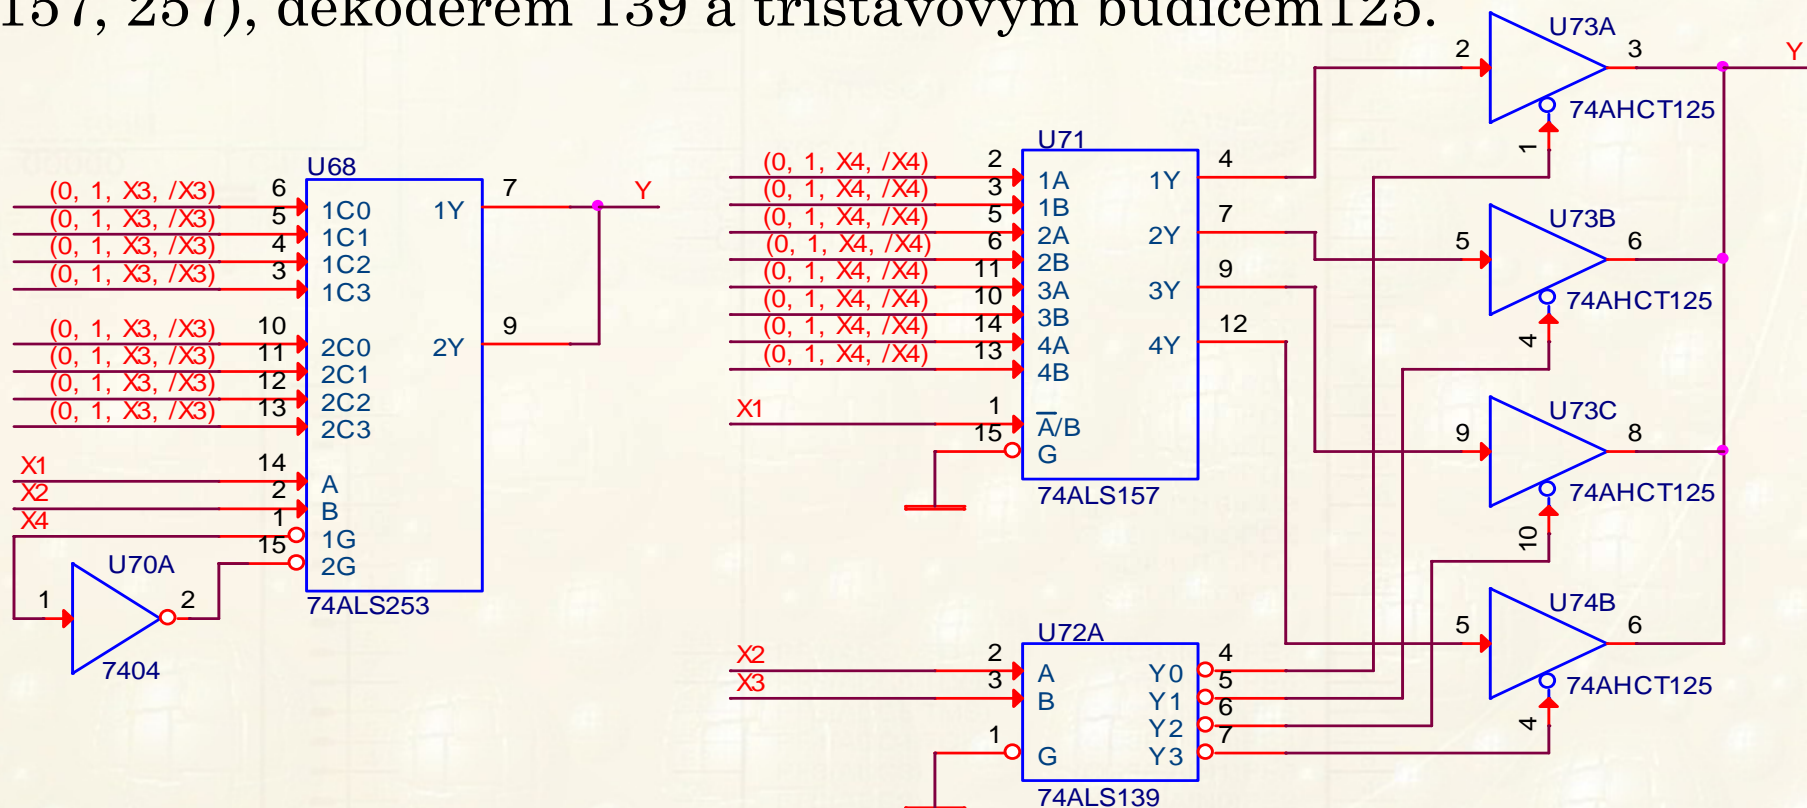 157, 257), dekodérem 139 a třístavovým budičem125.
U68
(0, 1, X3, /X3) 6 1C0 1Y 7 Y
(0, 1, X3, /X3) 5 1C1
(0, 1, X3, /X3) 4 1C2
(0, 1, X3, /X3) 3 1C3
(0, 1, X3, /X3) 10 2C0 2Y 9
(0, 1, X3, /X3) 11 2C1
(0, 1, X3, /X3) 12 2C2
(0, 1, X3, /X3) 13 2C3
X1 14 A
X2 2 B
X4 1 1G
15 2G
74ALS253
U70A
1 2
7404
U71
(0, 1, X4, /X4) 2 1A 1Y 4
(0, 1, X4, /X4) 3 1B
(0, 1, X4, /X4) 5 2A 2Y 7
(0, 1, X4, /X4) 6 2B
(0, 1, X4, /X4) 11 3A 3Y 9
(0, 1, X4, /X4) 10 3B
(0, 1, X4, /X4) 14 4A 4Y 12
(0, 1, X4, /X4) 13 4B
X1 1 A̅/B
15 G
74ALS157
U72A
X2 2 A Y0 4
X3 3 B Y1 5
Y2 6
1 G Y3 7
74ALS139
U73A
2 3 Y
74AHCT125
1
U73B
5 6
74AHCT125
4
U73C
9 8
74AHCT125
10
U74B
5 6
74AHCT125
4